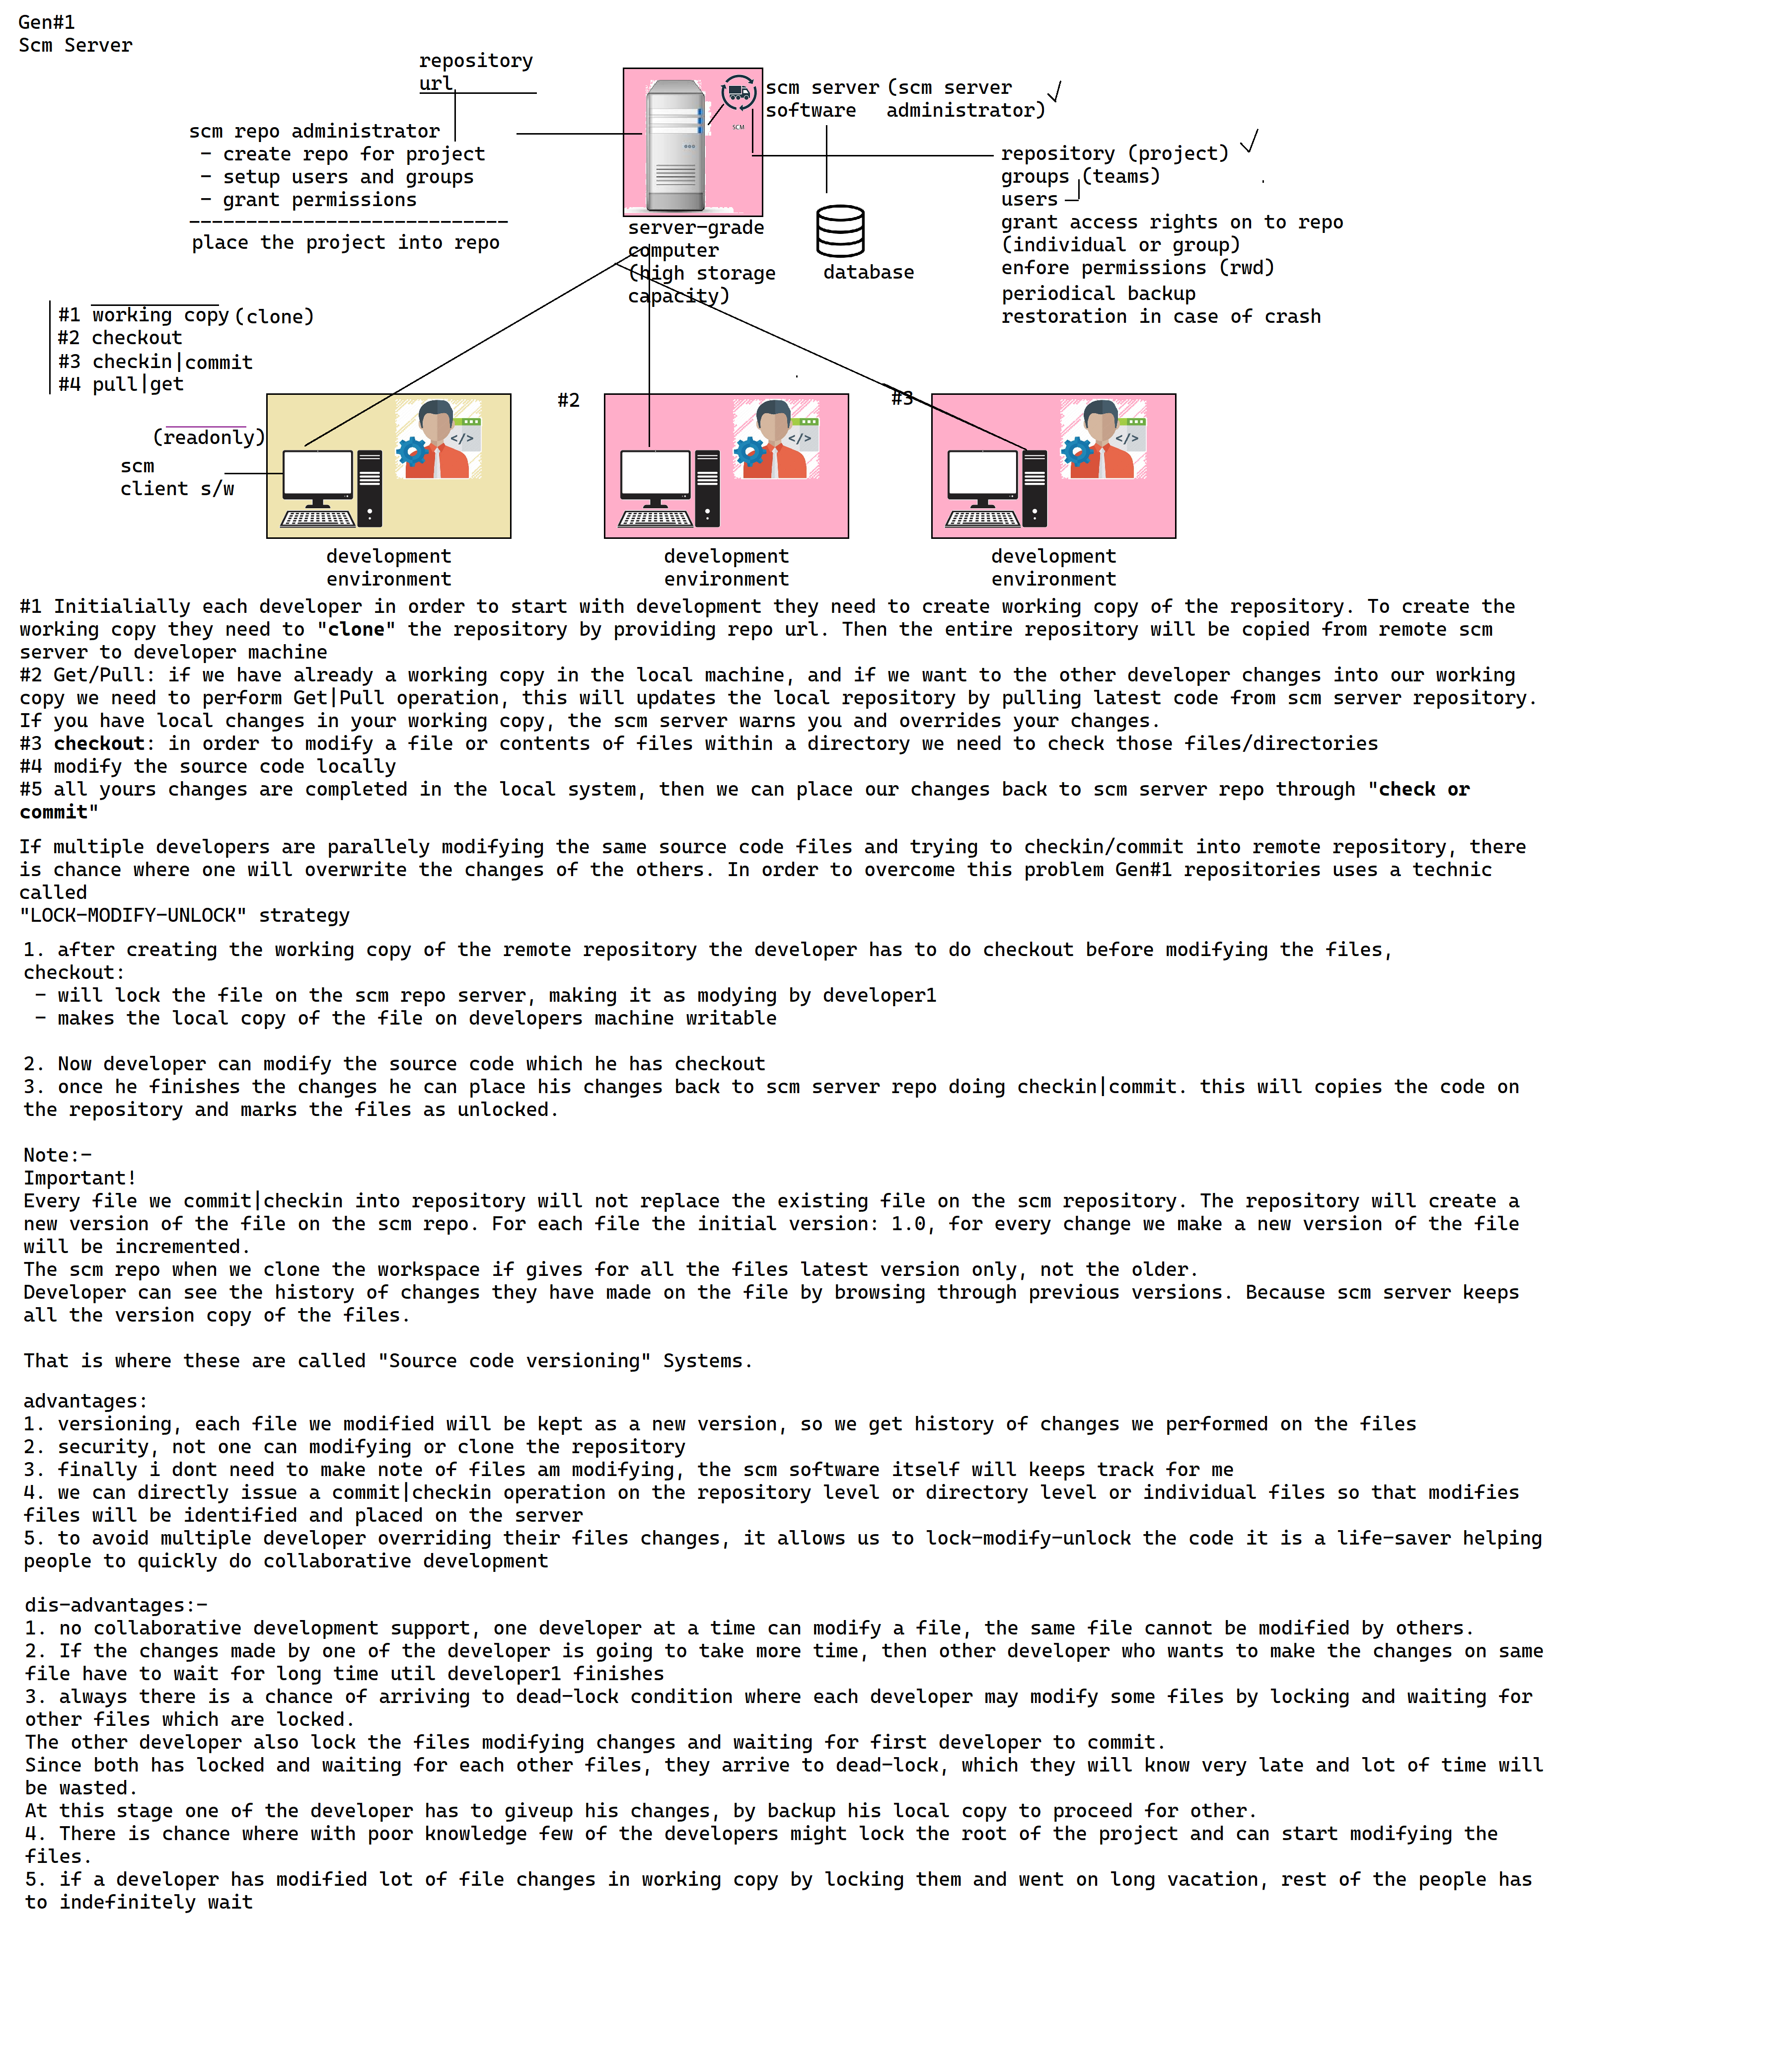 Gen#1
Scm Server
repository
url
scm server
software
(scm server
administrator)
scm repo administrator
- create repo for project
- setup users and groups
- grant permissions
----------------------------
place the project into repo
SCM
repository (project)
groups (teams)
users
grant access rights on to repo
(individual or group)
enfore permissions (rwd)
periodical backup
restoration in case of crash
server-grade
computer
(high storage
capacity)
database
#1 working copy (clone)
#2 checkout
#3 checkin|commit
#4 pull|get
#2
#3
(readonly)
scm
client s/w
</>
</>
</>
development
environment
development
environment
development
environment
#1 Initialially each developer in order to start with development they need to create working copy of the repository. To create the
working copy they need to "clone" the repository by providing repo url. Then the entire repository will be copied from remote scm
server to developer machine
#2 Get/Pull: if we have already a working copy in the local machine, and if we want to the other developer changes into our working
copy we need to perform Get|Pull operation, this will updates the local repository by pulling latest code from scm server repository.
If you have local changes in your working copy, the scm server warns you and overrides your changes.
#3 checkout: in order to modify a file or contents of files within a directory we need to check those files/directories
#4 modify the source code locally
#5 all yours changes are completed in the local system, then we can place our changes back to scm server repo through "check or
commit"
If multiple developers are parallely modifying the same source code files and trying to checkin/commit into remote repository, there
is chance where one will overwrite the changes of the others. In order to overcome this problem Gen#1 repositories uses a technic
called
"LOCK-MODIFY-UNLOCK" strategy
1. after creating the working copy of the remote repository the developer has to do checkout before modifying the files,
checkout:
- will lock the file on the scm repo server, making it as modying by developer1
- makes the local copy of the file on developers machine writable
2. Now developer can modify the source code which he has checkout
3. once he finishes the changes he can place his changes back to scm server repo doing checkin|commit. this will copies the code on
the repository and marks the files as unlocked.
Note:-
Important!
Every file we commit|checkin into repository will not replace the existing file on the scm repository. The repository will create a
new version of the file on the scm repo. For each file the initial version: 1.0, for every change we make a new version of the file
will be incremented.
The scm repo when we clone the workspace if gives for all the files latest version only, not the older.
Developer can see the history of changes they have made on the file by browsing through previous versions. Because scm server keeps
all the version copy of the files.
That is where these are called "Source code versioning" Systems.
advantages:
1. versioning, each file we modified will be kept as a new version, so we get history of changes we performed on the files
2. security, not one can modifying or clone the repository
3. finally i dont need to make note of files am modifying, the scm software itself will keeps track for me
4. we can directly issue a commit|checkin operation on the repository level or directory level or individual files so that modifies
files will be identified and placed on the server
5. to avoid multiple developer overriding their files changes, it allows us to lock-modify-unlock the code it is a life-saver helping
people to quickly do collaborative development
dis-advantages:-
1. no collaborative development support, one developer at a time can modify a file, the same file cannot be modified by others.
2. If the changes made by one of the developer is going to take more time, then other developer who wants to make the changes on same
file have to wait for long time util developer1 finishes
3. always there is a chance of arriving to dead-lock condition where each developer may modify some files by locking and waiting for
other files which are locked.
The other developer also lock the files modifying changes and waiting for first developer to commit.
Since both has locked and waiting for each other files, they arrive to dead-lock, which they will know very late and lot of time will
be wasted.
At this stage one of the developer has to giveup his changes, by backup his local copy to proceed for other.
4. There is chance where with poor knowledge few of the developers might lock the root of the project and can start modifying the
files.
5. if a developer has modified lot of file changes in working copy by locking them and went on long vacation, rest of the people has
to indefinitely wait